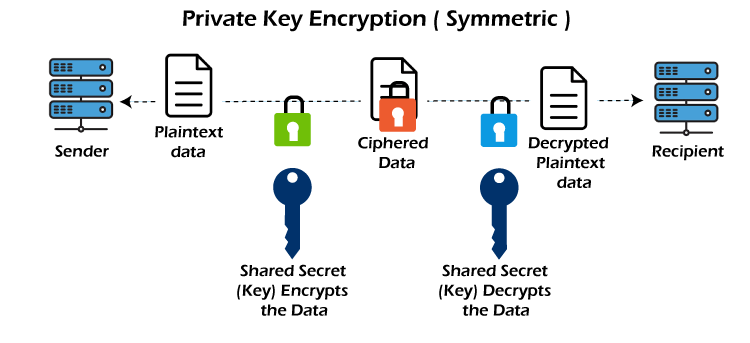 Private Key Encryption ( Symmetric )
Sender
Plaintext
data
Ciphered
Data
Decrypted
Plaintext
data
Recipient
Shared Secret
(Key) Encrypts
the Data
Shared Secret
(Key) Decrypts
the Data